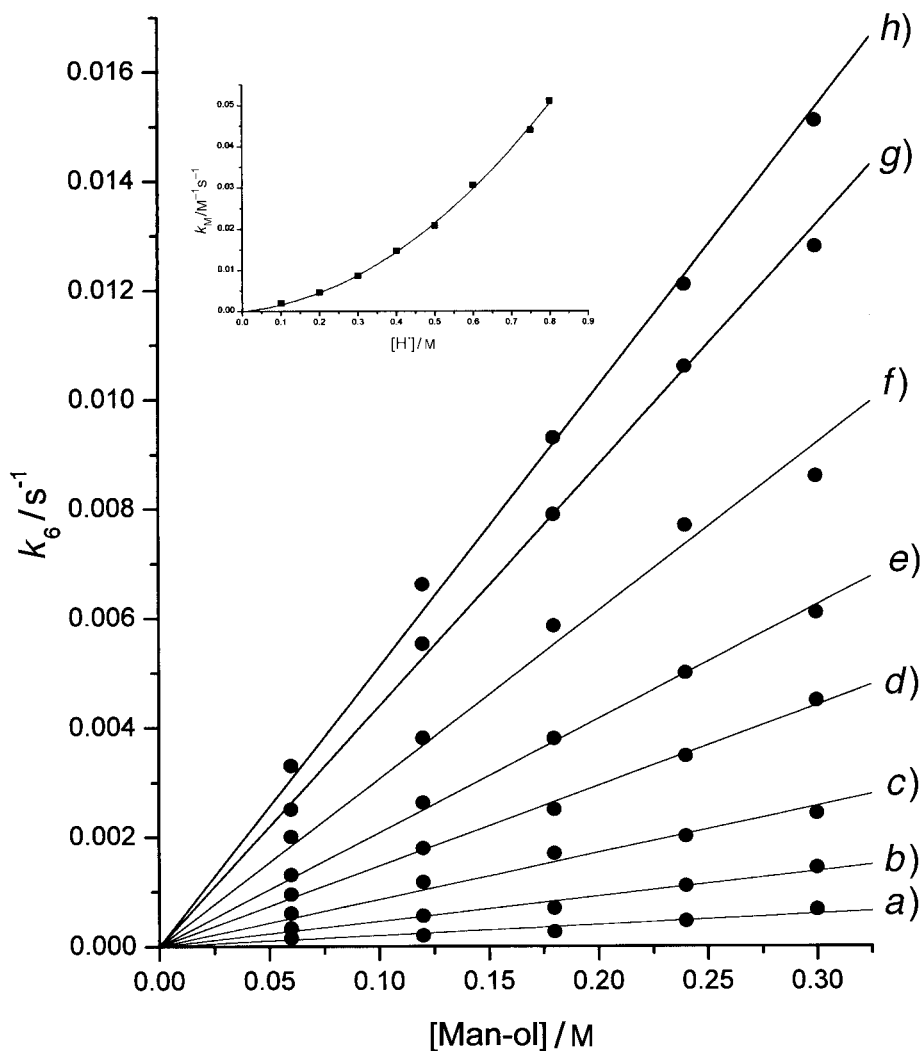 0.016
0.014
0.012
0.010
0.008
0.006
0.004
0.002
0.000
k₆ / s⁻¹
0.00 0.05 0.10 0.15 0.20 0.25 0.30
[Man-ol] / M
h)
g)
f)
e)
d)
c)
b)
a)
0.05
0.04
0.03
0.02
0.01
0.00
k_M/M⁻¹s⁻¹
0.0 0.1 0.2 0.3 0.4 0.5 0.6 0.7 0.8 0.9
[H⁺]/M